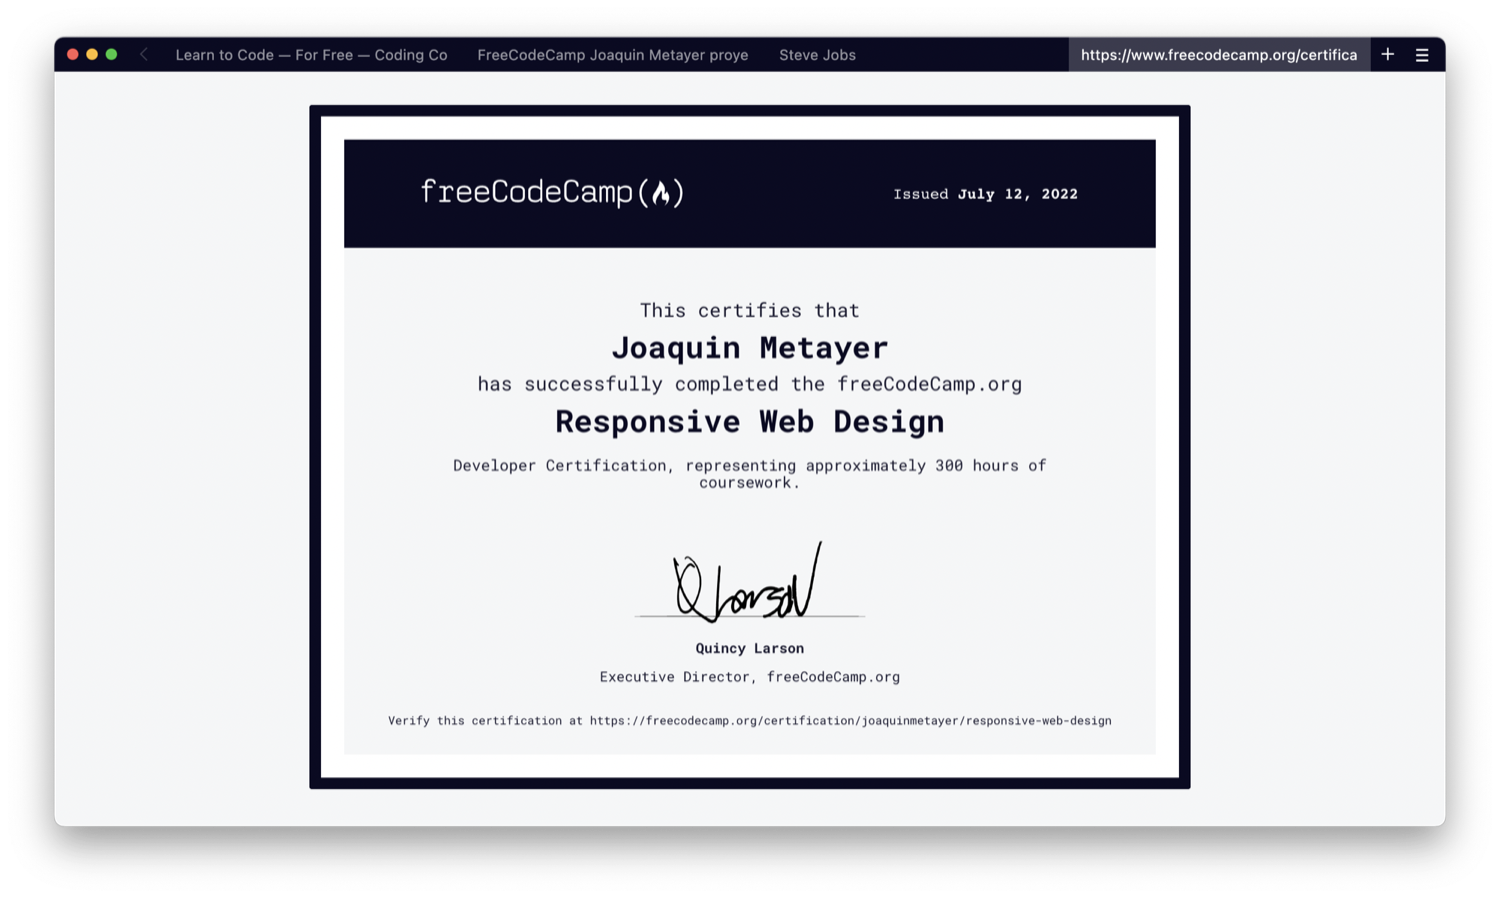 Learn to Code — For Free — Coding Co
FreeCodeCamp Joaquin Metayer proye
Steve Jobs
https://www.freecodecamp.org/certifica
freeCodeCamp
Issued July 12, 2022
This certifies that
Joaquin Metayer
has successfully completed the freeCodeCamp.org
Responsive Web Design
Developer Certification, representing approximately 300 hours of
coursework.
Q Larson
Quincy Larson
Executive Director, freeCodeCamp.org
Verify this certification at https://freecodecamp.org/certification/joaquinmetayer/responsive-web-design